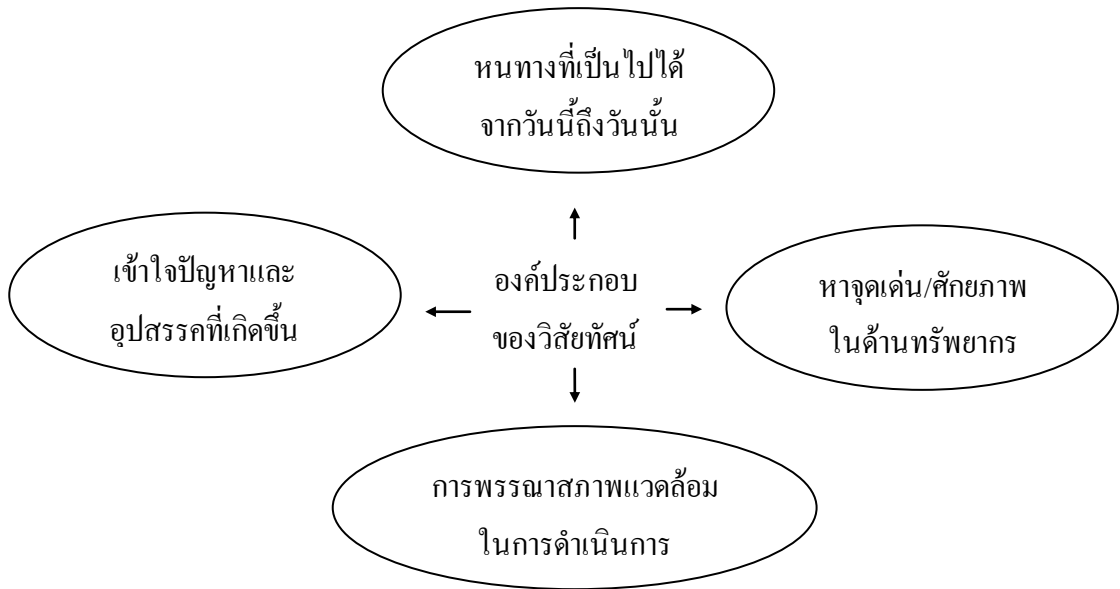 หนทางที่เป็นไปได้
จากวันนี้ถึงวันนั้น
เข้าใจปัญหาและ
อุปสรรคที่เกิดขึ้น
องค์ประกอบ
ของวิสัยทัศน์
หาจุดเด่น/ศักยภาพ
ในด้านทรัพยากร
การพรรณาสภาพแวดล้อม
ในการดำเนินการ